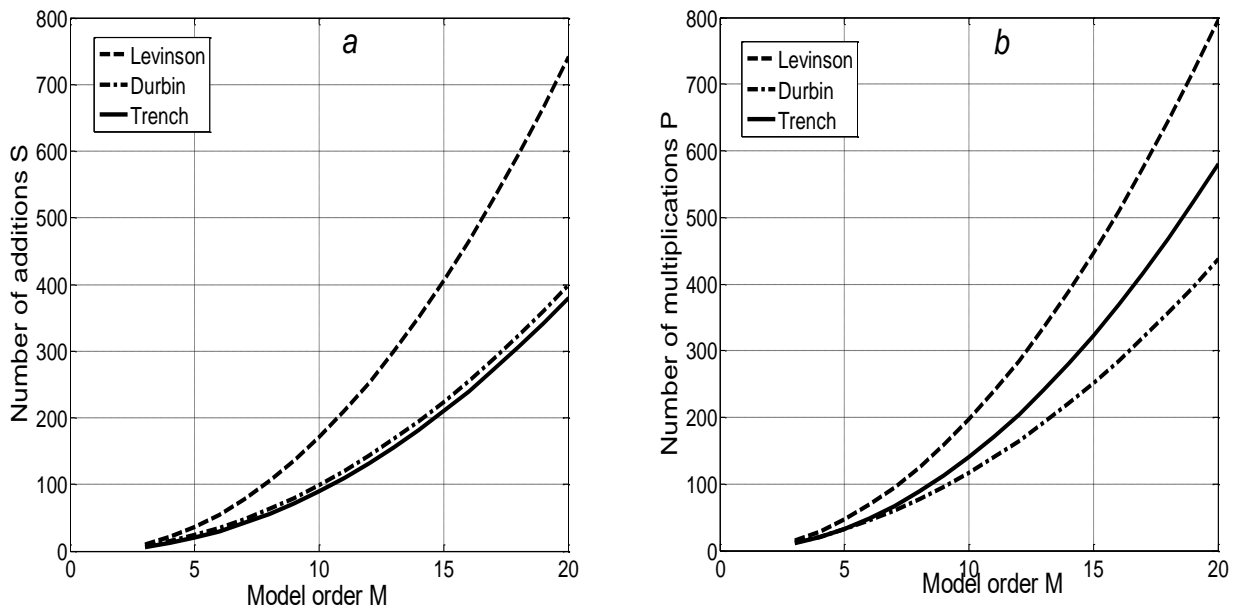 a
Levinson
Durbin
Trench
Number of additions S
800
700
600
500
400
300
200
100
0
0 5 10 15 20
Model order M
b
Levinson
Durbin
Trench
Number of multiplications P
800
700
600
500
400
300
200
100
0
0 5 10 15 20
Model order M